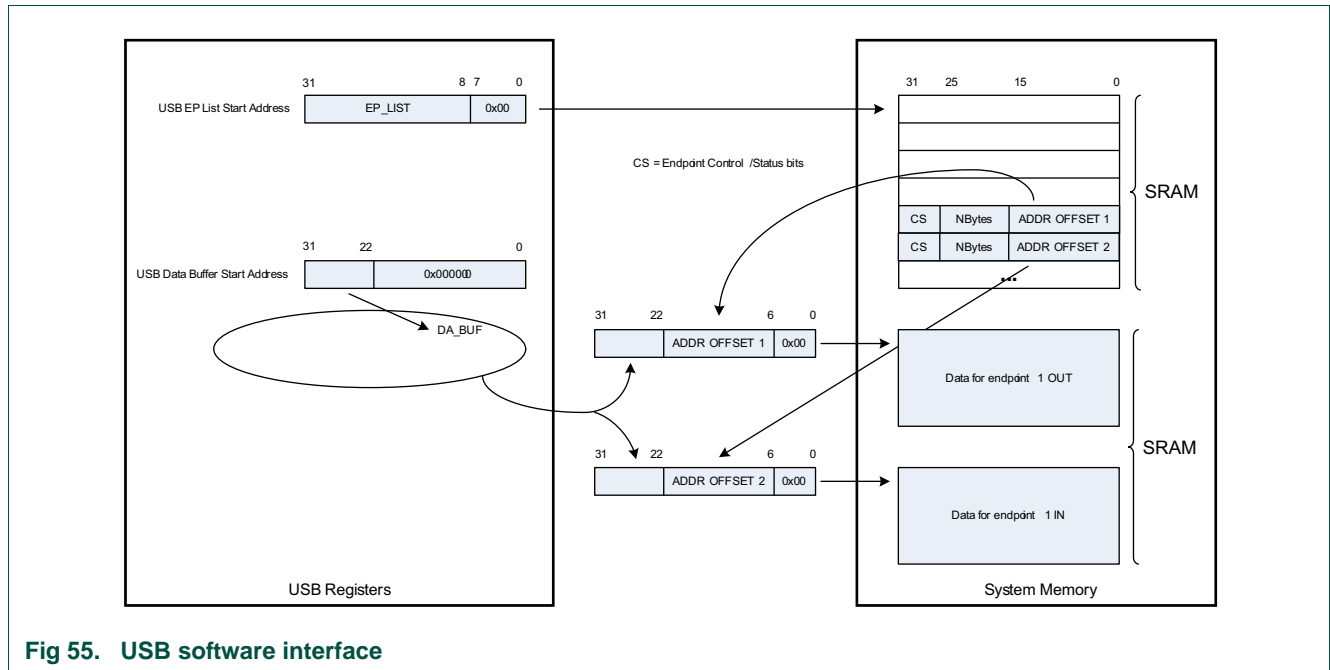 31 8 7 0
USB EP List Start Address EP_LIST 0x00
31 22 0
USB Data Buffer Start Address 0x000000
DA_BUF
USB Registers
CS = Endpoint Control /Status bits
31 22 6 0
ADDR OFFSET 1 0x00
31 22 6 0
ADDR OFFSET 2 0x00
31 25 15 0
CS NBytes ADDR OFFSET 1
CS NBytes ADDR OFFSET 2
...
SRAM
Data for endpoint 1 OUT
Data for endpoint 1 IN
SRAM
System Memory
Fig 55. USB software interface